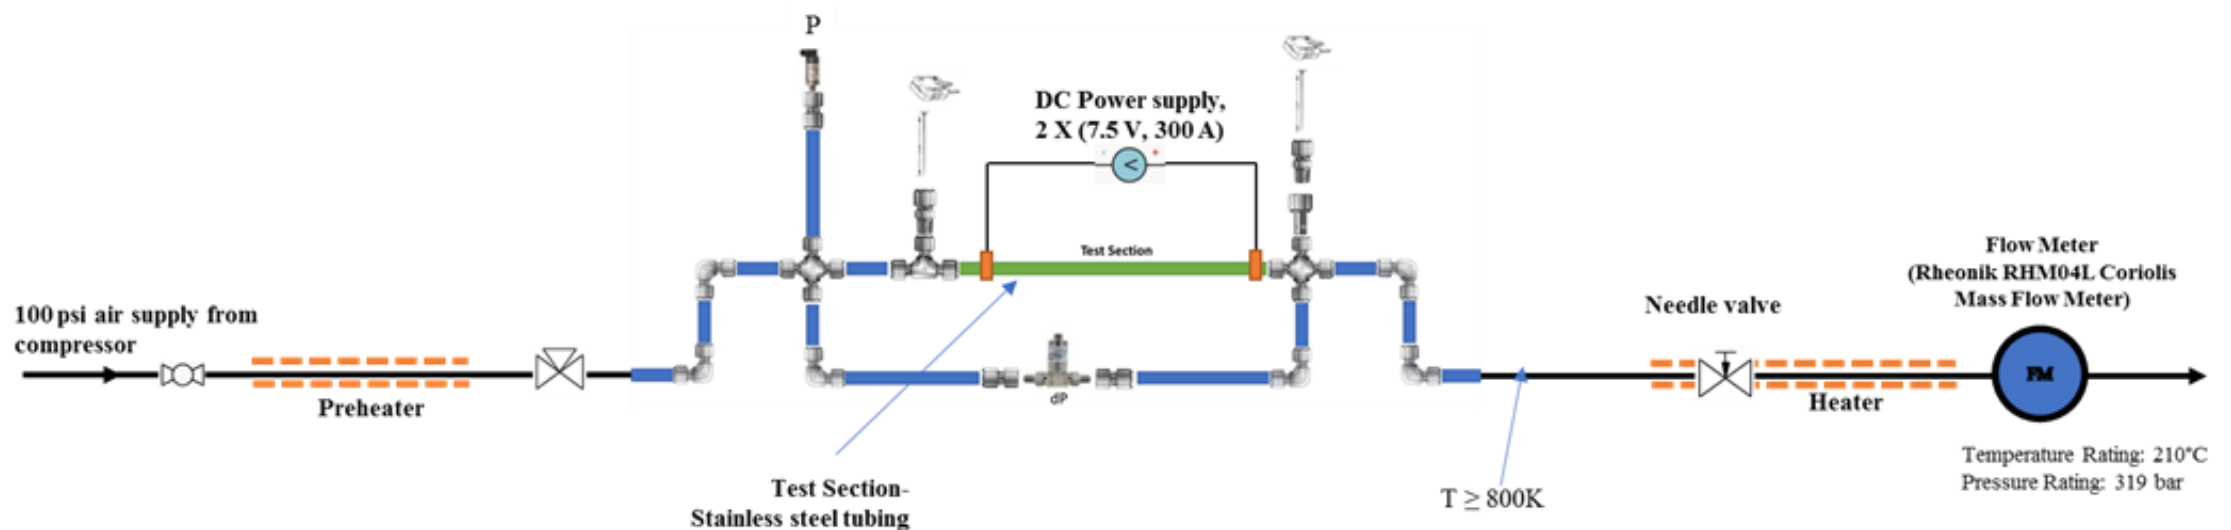 P
DC Power supply,
2 X (7.5 V, 300 A)
- +
Test Section
Flow Meter
(Rheonik RHM04L Coriolis
Mass Flow Meter)
Needle valve
100 psi air supply from
compressor
Preheater
dP
Heater
FM
Test Section-
Stainless steel tubing
T ≥ 800K
Temperature Rating: 210°C
Pressure Rating: 319 bar